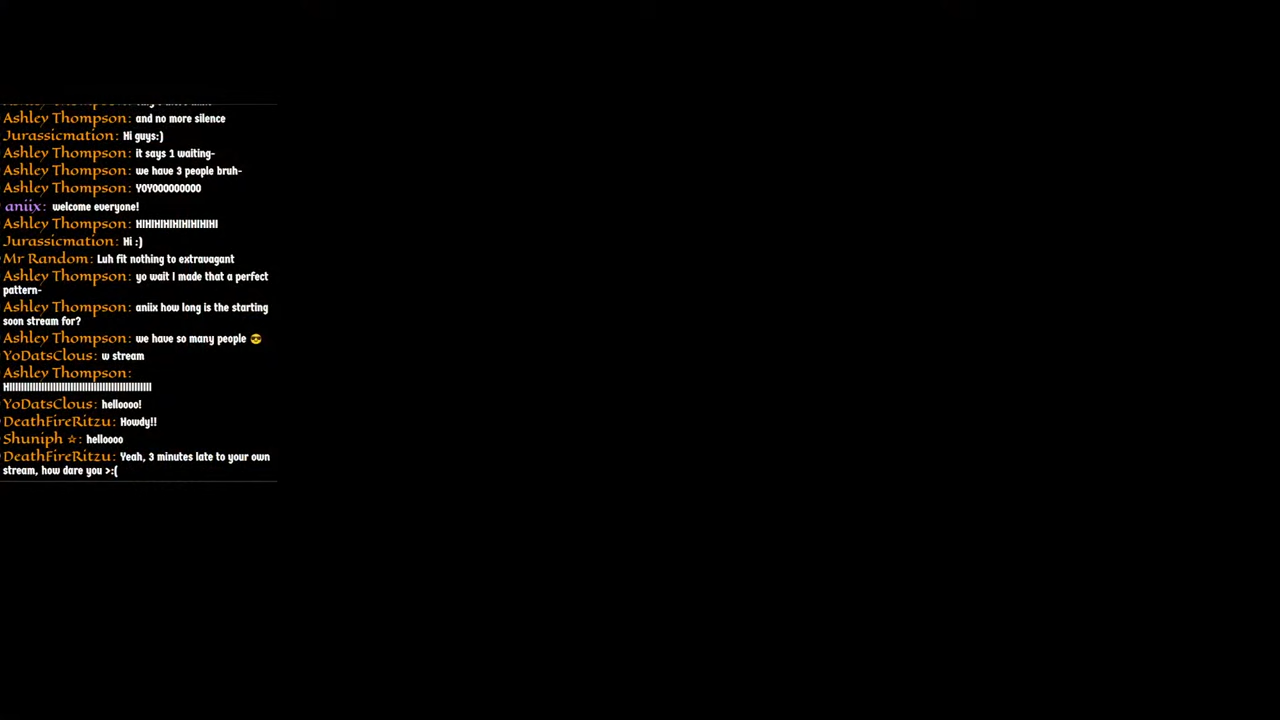 Ashley Thompson: and no more silence
Jurassicmation: Hi guys:)
Ashley Thompson: it says 1 waiting-
Ashley Thompson: we have 3 people bruh-
Ashley Thompson: YOYOOOOOOOOO
aniix: welcome everyone!
Ashley Thompson: HIHIHIHIHIHIHIHIHI
Jurassicmation: Hi :)
Mr Random: Luh fit nothing to extravagant
Ashley Thompson: yo wait I made that a perfect
pattern-
Ashley Thompson: aniix how long is the starting
soon stream for?
Ashley Thompson: we have so many people 😎
YoDatsClous: w stream
Ashley Thompson:
YoDatsClous: helloooo!
DeathFireRitzu: Howdy!!
Shuniph ☆: helloooo
DeathFireRitzu: Yeah, 3 minutes late to your own
stream, how dare you >:(